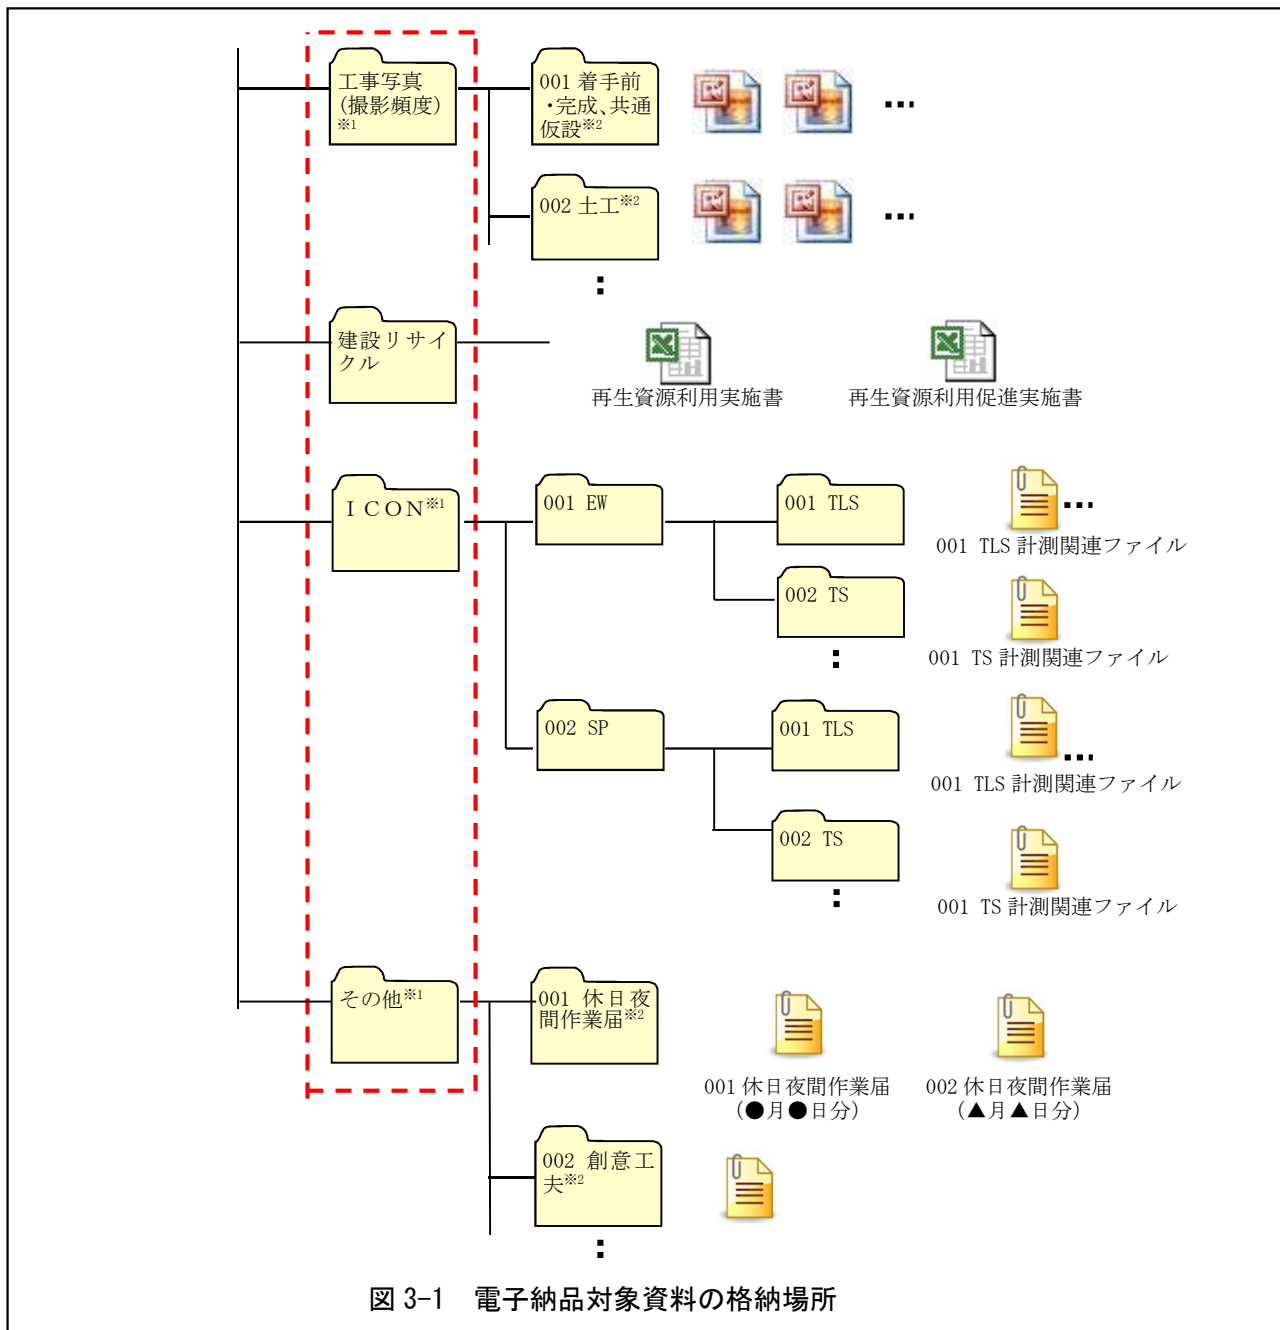 工事写真
(撮影頻度)
※1
001 着手前
・完成、共通
仮設※2
...
002 土工※2
...
：
建設リサイ
クル
再生資源利用実施書
再生資源利用促進実施書
ＩＣＯＮ※1
001 EW
001 TLS
...
001 TLS 計測関連ファイル
002 TS
：
001 TS 計測関連ファイル
002 SP
001 TLS
...
001 TLS 計測関連ファイル
002 TS
：
001 TS 計測関連ファイル
その他※1
001 休日夜
間作業届※2
001 休日夜間作業届
（●月●日分）
002 休日夜間作業届
（▲月▲日分）
002 創意工
夫※2
：
図 3-1　電子納品対象資料の格納場所